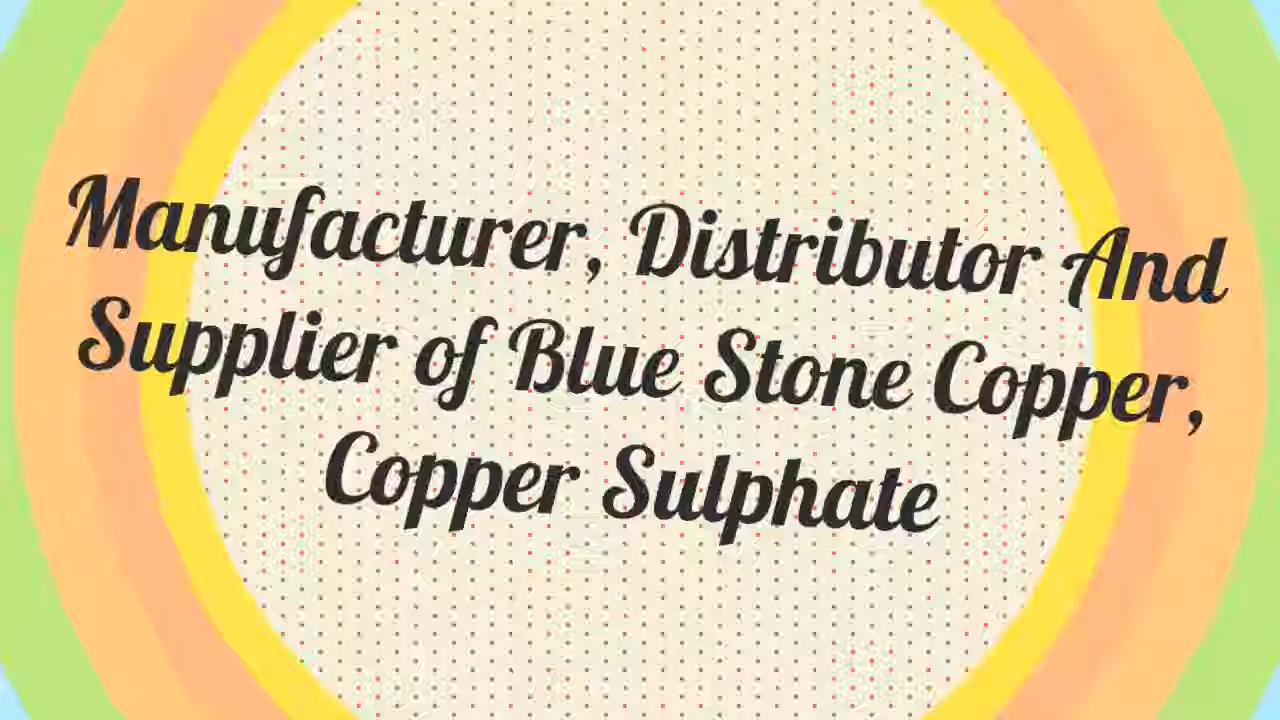 Manufacturer, Distributor And
Supplier of Blue Stone Copper,
Copper Sulphate